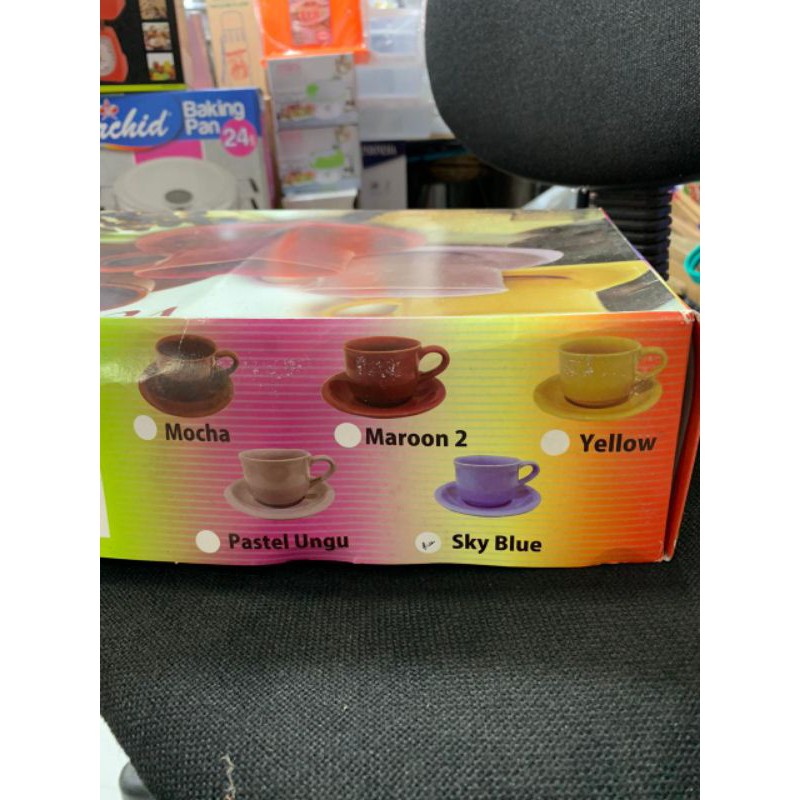 Baking
Pan
24
Mocha
Maroon 2
Yellow
Pastel Ungu
Sky Blue